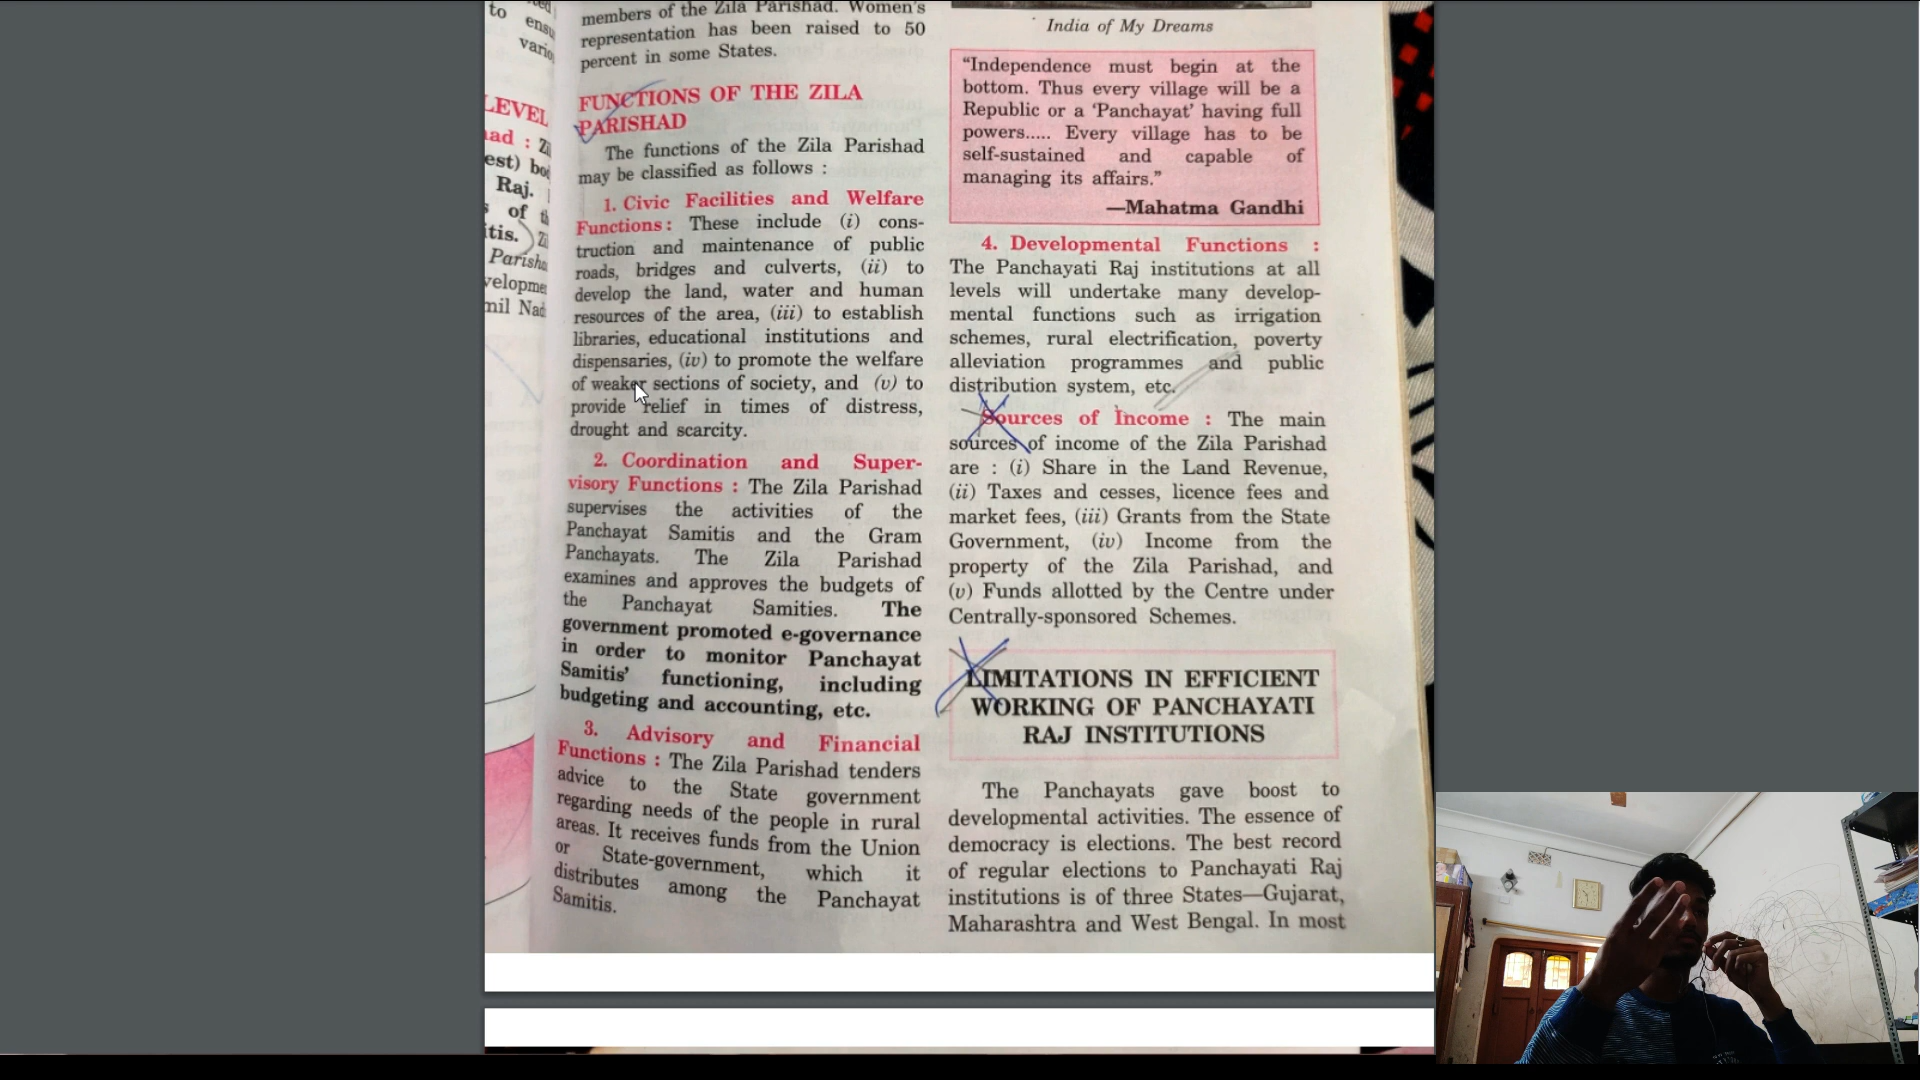 to
ensu
vario
LEVEL
ad : Zi
est) bo
Raj.
of
itis. Zi
Parisha
velopme
mil Nad
members of the Zila Parishad. Women's
representation has been raised to 50
percent in some States.
FUNCTIONS OF THE ZILA
PARISHAD
The functions of the Zila Parishad
may be classified as follows :
1. Civic Facilities and Welfare
Functions: These include (i) cons-
truction and maintenance of public
roads, bridges and culverts, (ii) to
develop the land, water and human
resources of the area, (iii) to establish
libraries, educational institutions and
dispensaries, (iv) to promote the welfare
of weaker sections of society, and (v) to
provide relief in times of distress,
drought and scarcity.
2. Coordination and Super-
visory Functions : The Zila Parishad
supervises the activities of the
Panchayat Samitis and the Gram
Panchayats. The Zila Parishad
examines and approves the budgets of
the Panchayat Samities. The
government promoted e-governance
in order to monitor Panchayat
Samitis' functioning, including
budgeting and accounting, etc.
3. Advisory and Financial
Functions : The Zila Parishad tenders
advice to the State government
regarding needs of the people in rural
areas. It receives funds from the Union
or State-government, which it
distributes among the Panchayat
Samitis.
India of My Dreams
“Independence must begin at the
bottom. Thus every village will be a
Republic or a ‘Panchayat’ having full
powers..... Every village has to be
self-sustained and capable of
managing its affairs.”
—Mahatma Gandhi
4. Developmental Functions :
The Panchayati Raj institutions at all
levels will undertake many develop-
mental functions such as irrigation
schemes, rural electrification, poverty
alleviation programmes and public
distribution system, etc.
Sources of Income : The main
sources of income of the Zila Parishad
are : (i) Share in the Land Revenue,
(ii) Taxes and cesses, licence fees and
market fees, (iii) Grants from the State
Government, (iv) Income from the
property of the Zila Parishad, and
(v) Funds allotted by the Centre under
Centrally-sponsored Schemes.
LIMITATIONS IN EFFICIENT
WORKING OF PANCHAYATI
RAJ INSTITUTIONS
The Panchayats gave boost to
developmental activities. The essence of
democracy is elections. The best record
of regular elections to Panchayati Raj
institutions is of three States—Gujarat,
Maharashtra and West Bengal. In most